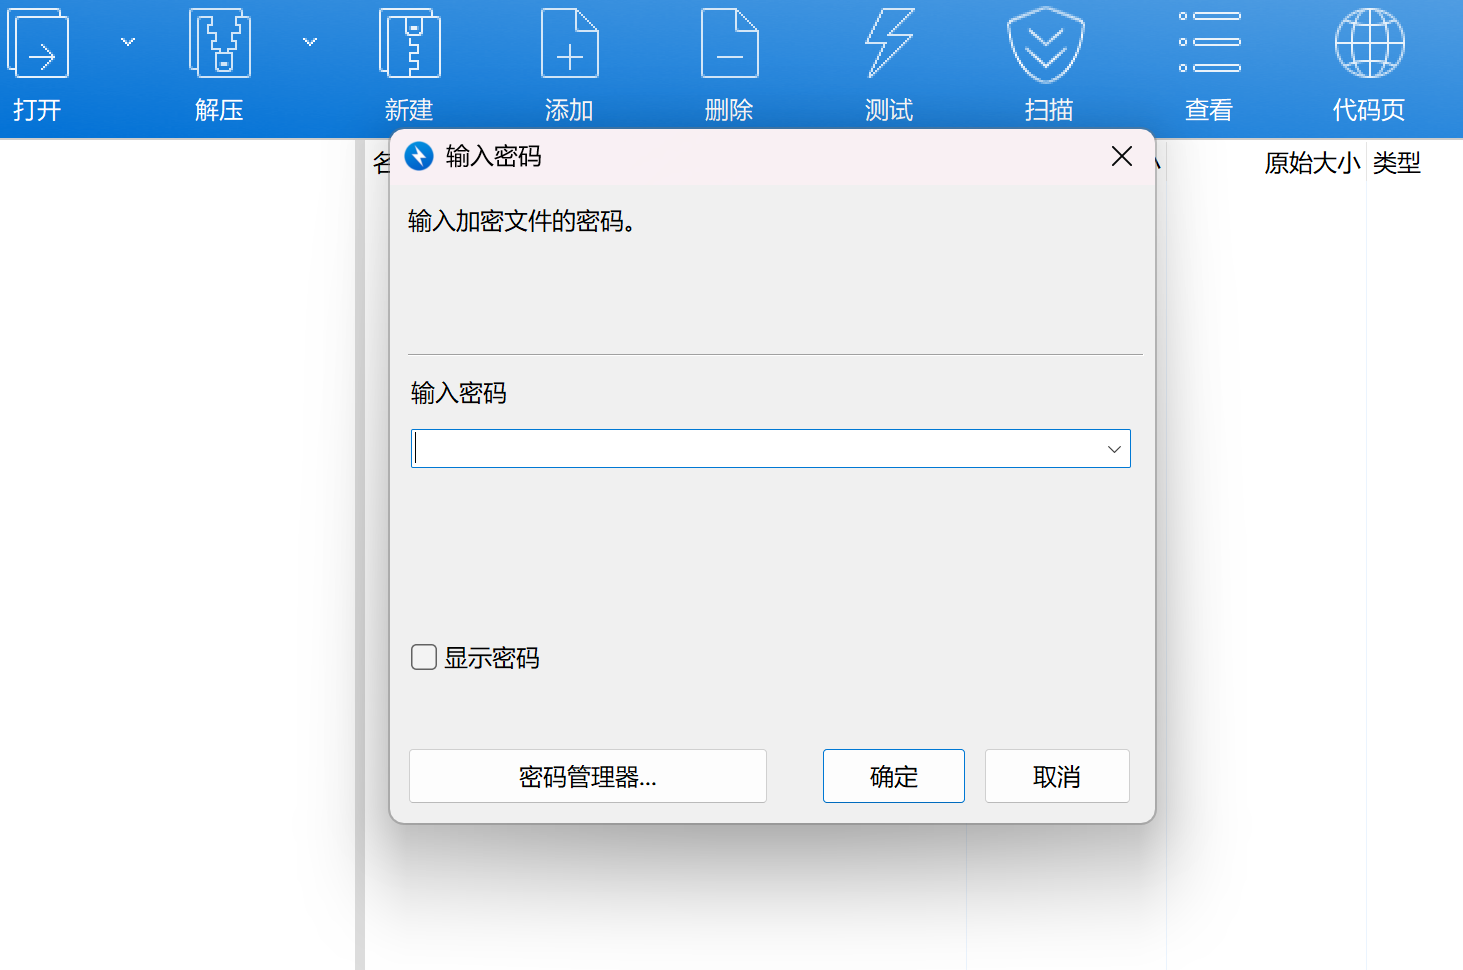 打开
解压
新建
添加
删除
测试
扫描
查看
代码页
名
原始大小
类型
输入密码
输入加密文件的密码。
输入密码
显示密码
密码管理器...
确定
取消